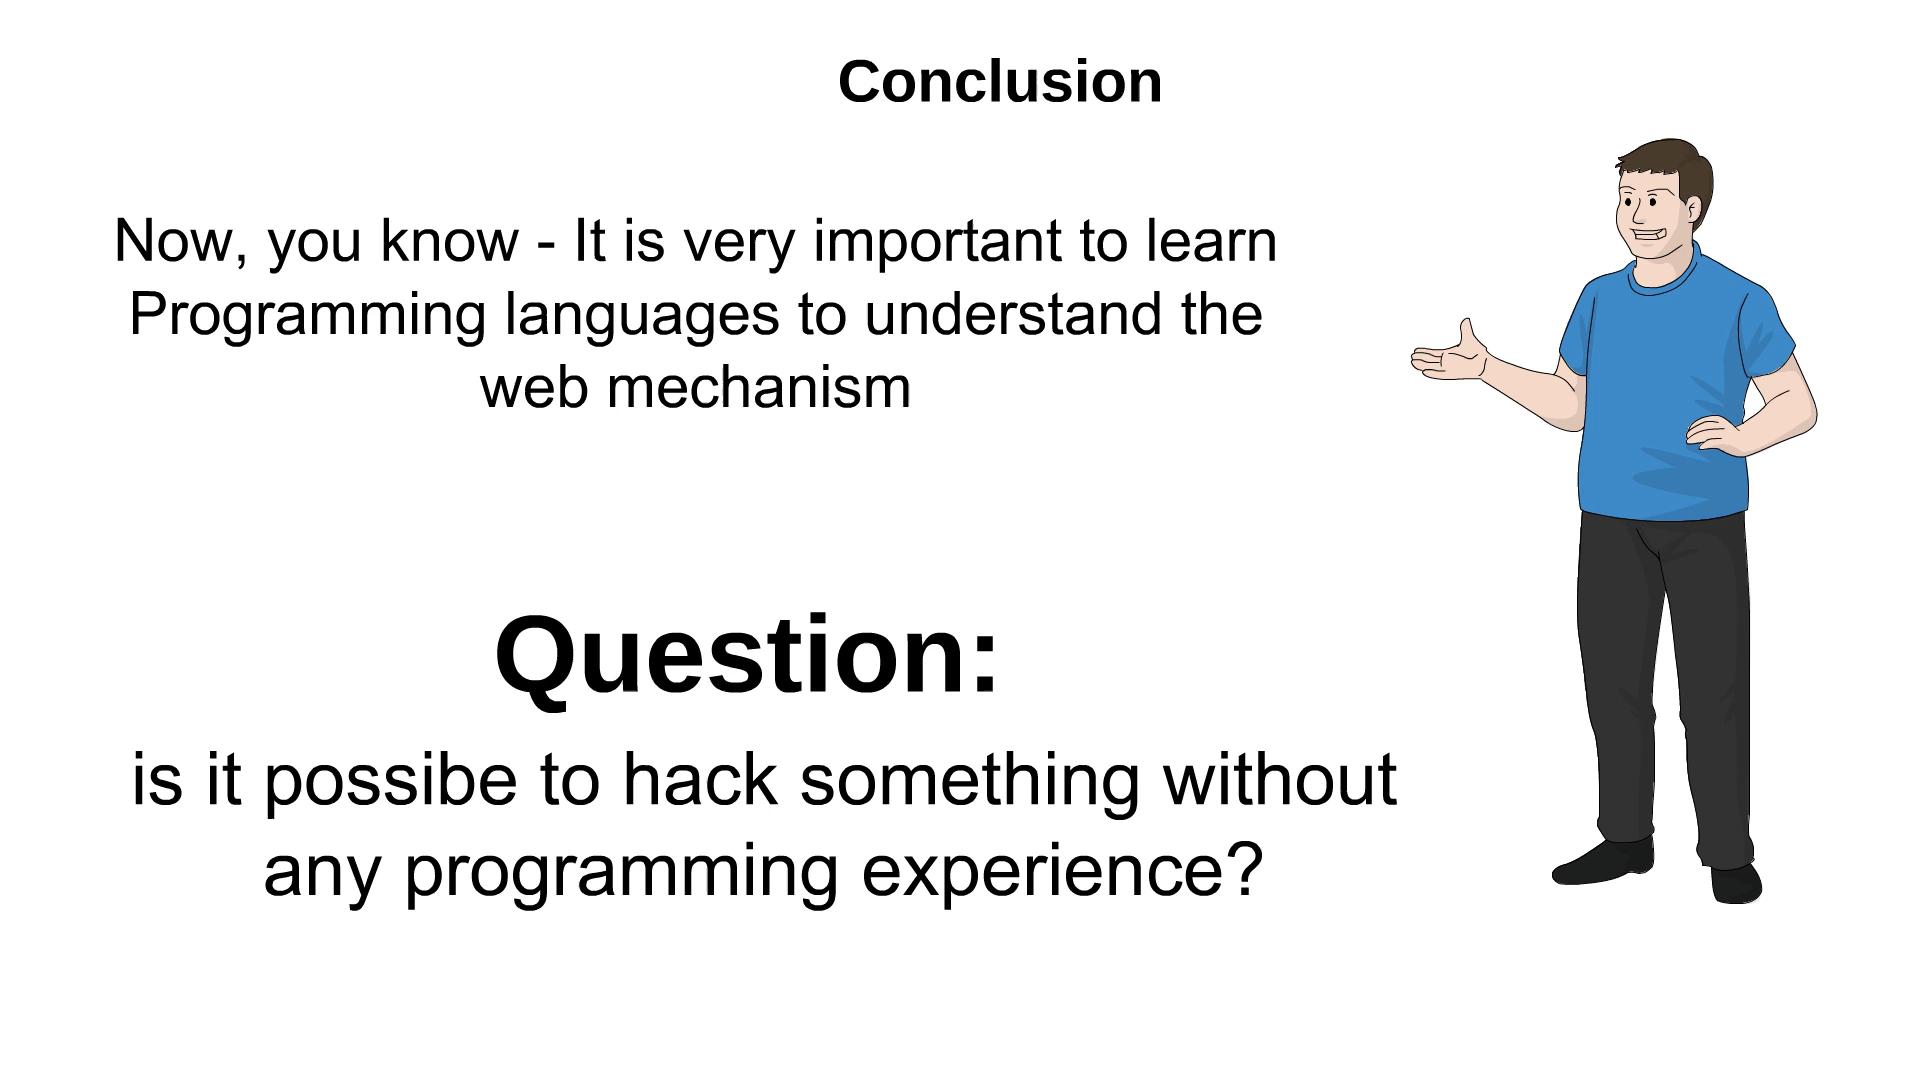 Conclusion
Now, you know - It is very important to learn
Programming languages to understand the
web mechanism
Question:
is it possibe to hack something without
any programming experience?